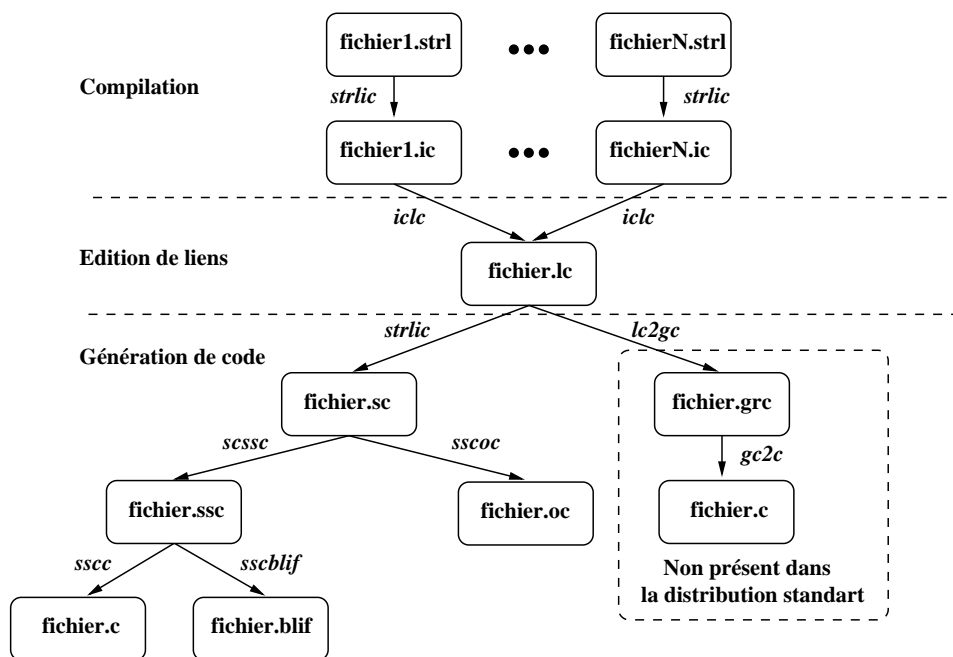 fichier1.strl
fichierN.strl
Compilation
strlic
strlic
fichier1.ic
fichierN.ic
iclc
iclc
Edition de liens
fichier.lc
strlic
lc2gc
Génération de code
fichier.sc
fichier.grc
scssc
sscoc
gc2c
fichier.ssc
fichier.oc
fichier.c
sscc
sscblif
Non présent dans
la distribution standart
fichier.c
fichier.blif